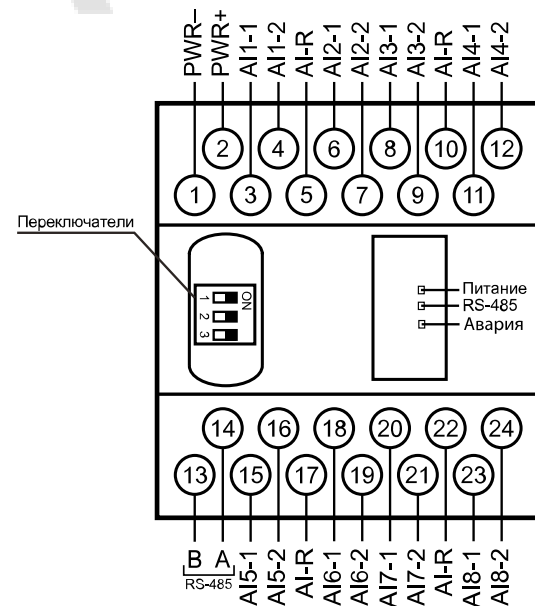 PWR–
PWR+
AI1-1
AI1-2
AI-R
AI2-1
AI2-2
AI3-1
AI3-2
AI-R
AI4-1
AI4-2
2
4
6
8
10
12
1
3
5
7
9
11
Переключатели
ON
1
2
3
Питание
RS-485
Авария
14
16
18
20
22
24
13
15
17
19
21
23
B
A
RS-485
AI5-1
AI5-2
AI-R
AI6-1
AI6-2
AI7-1
AI7-2
AI-R
AI8-1
AI8-2